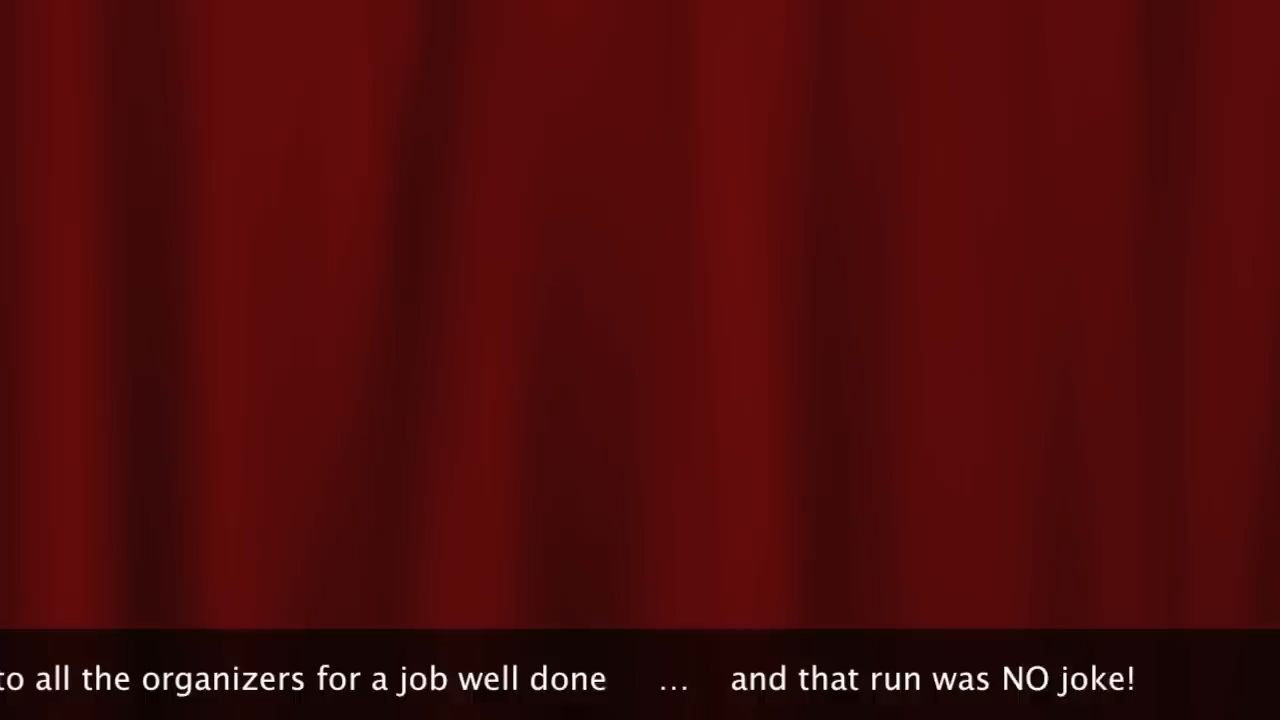 to all the organizers for a job well done ... and that run was NO joke!